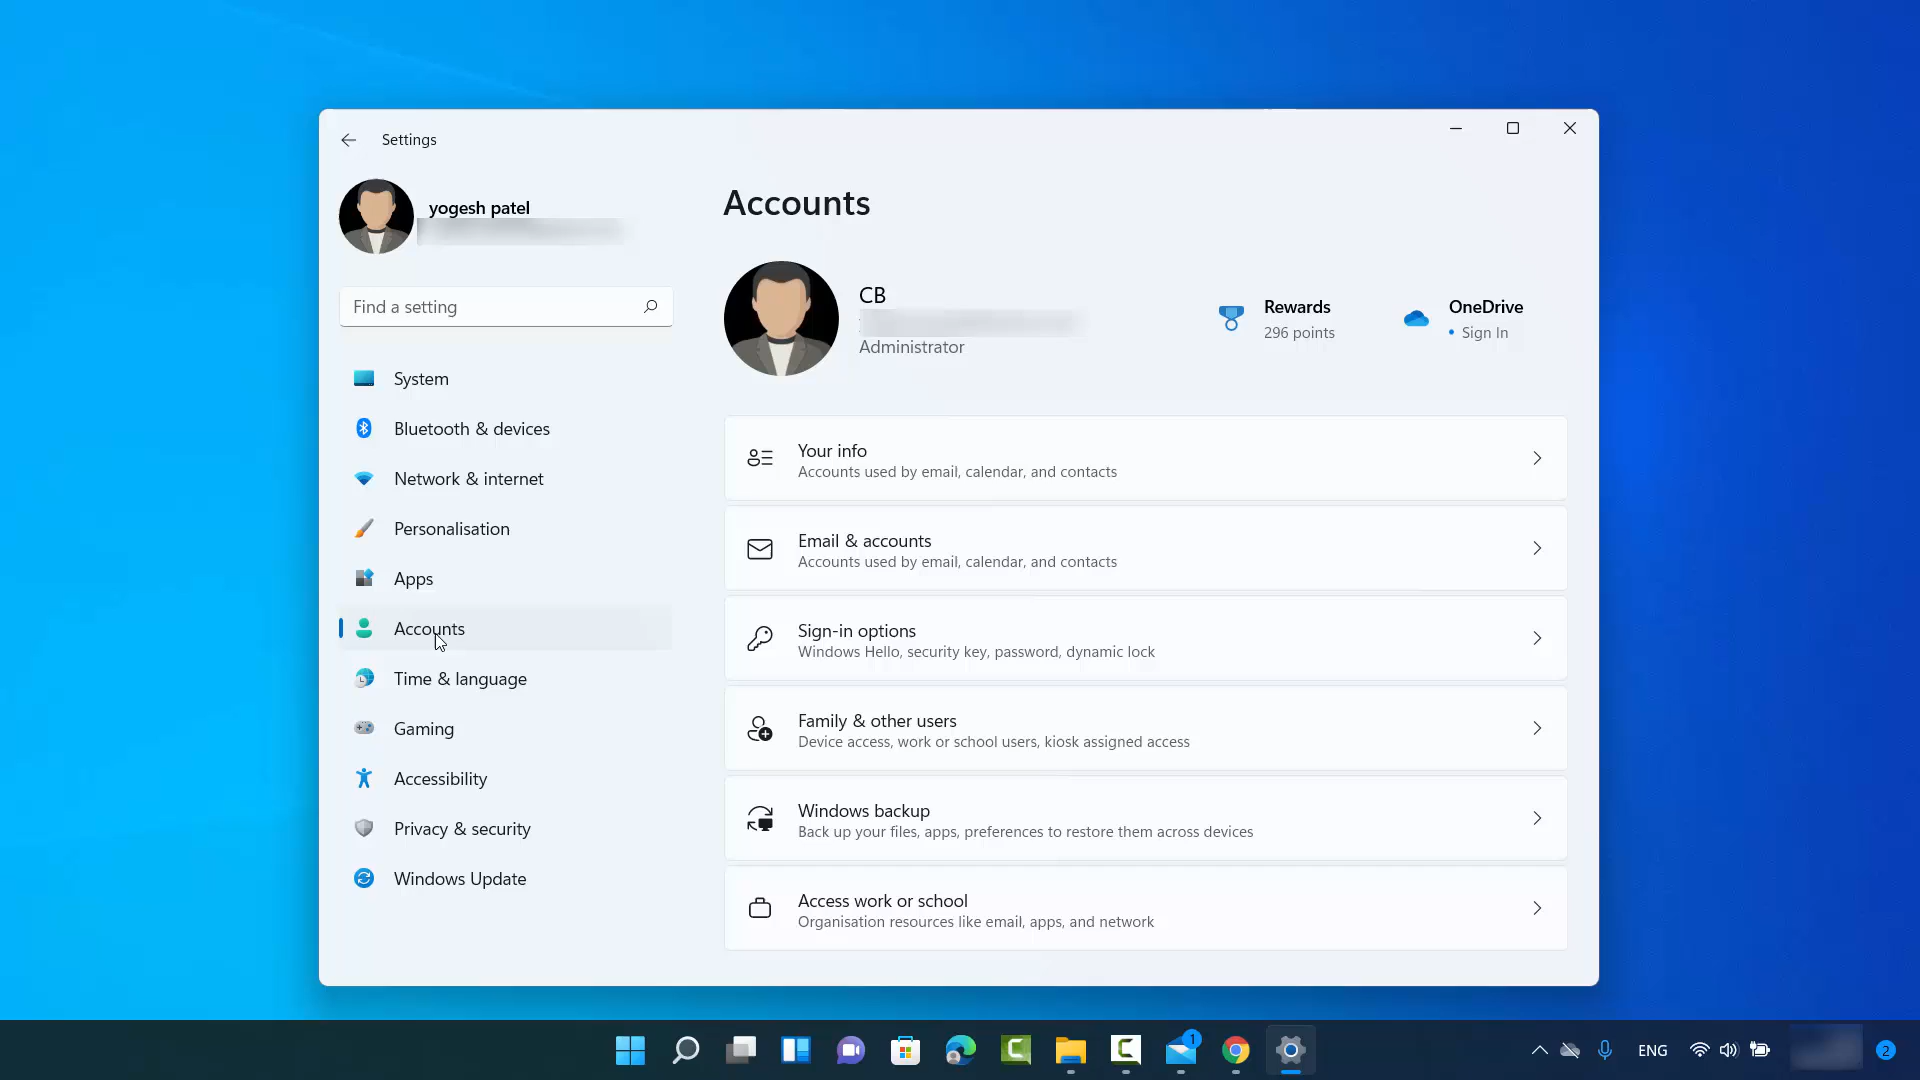 Settings
yogesh patel
Find a setting
System
Bluetooth & devices
Network & internet
Personalisation
Apps
Accounts
Time & language
Gaming
Accessibility
Privacy & security
Windows Update
Accounts
CB
Administrator
Rewards
296 points
OneDrive
• Sign In
Your info
Accounts used by email, calendar, and contacts
Email & accounts
Accounts used by email, calendar, and contacts
Sign-in options
Windows Hello, security key, password, dynamic lock
Family & other users
Device access, work or school users, kiosk assigned access
Windows backup
Back up your files, apps, preferences to restore them across devices
Access work or school
Organisation resources like email, apps, and network
1
ENG
2